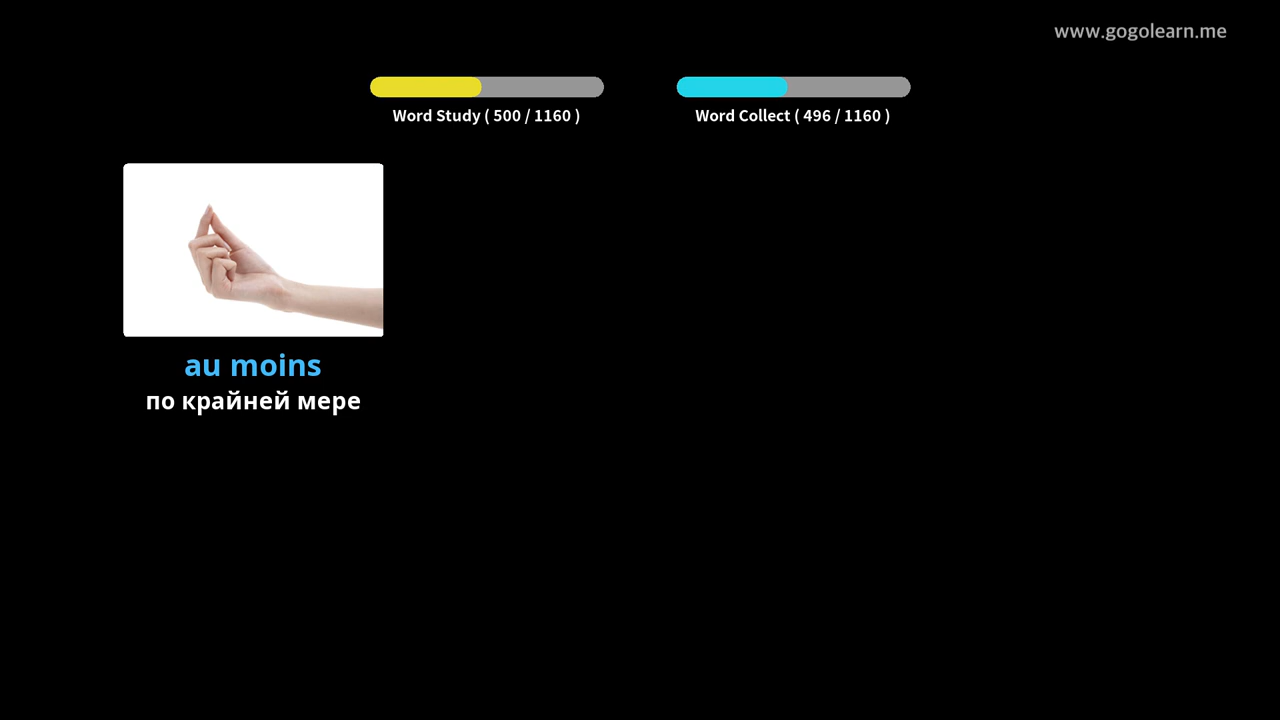 www.gogolearn.me
Word Study ( 500 / 1160 )
Word Collect ( 496 / 1160 )
au moins
по крайней мере